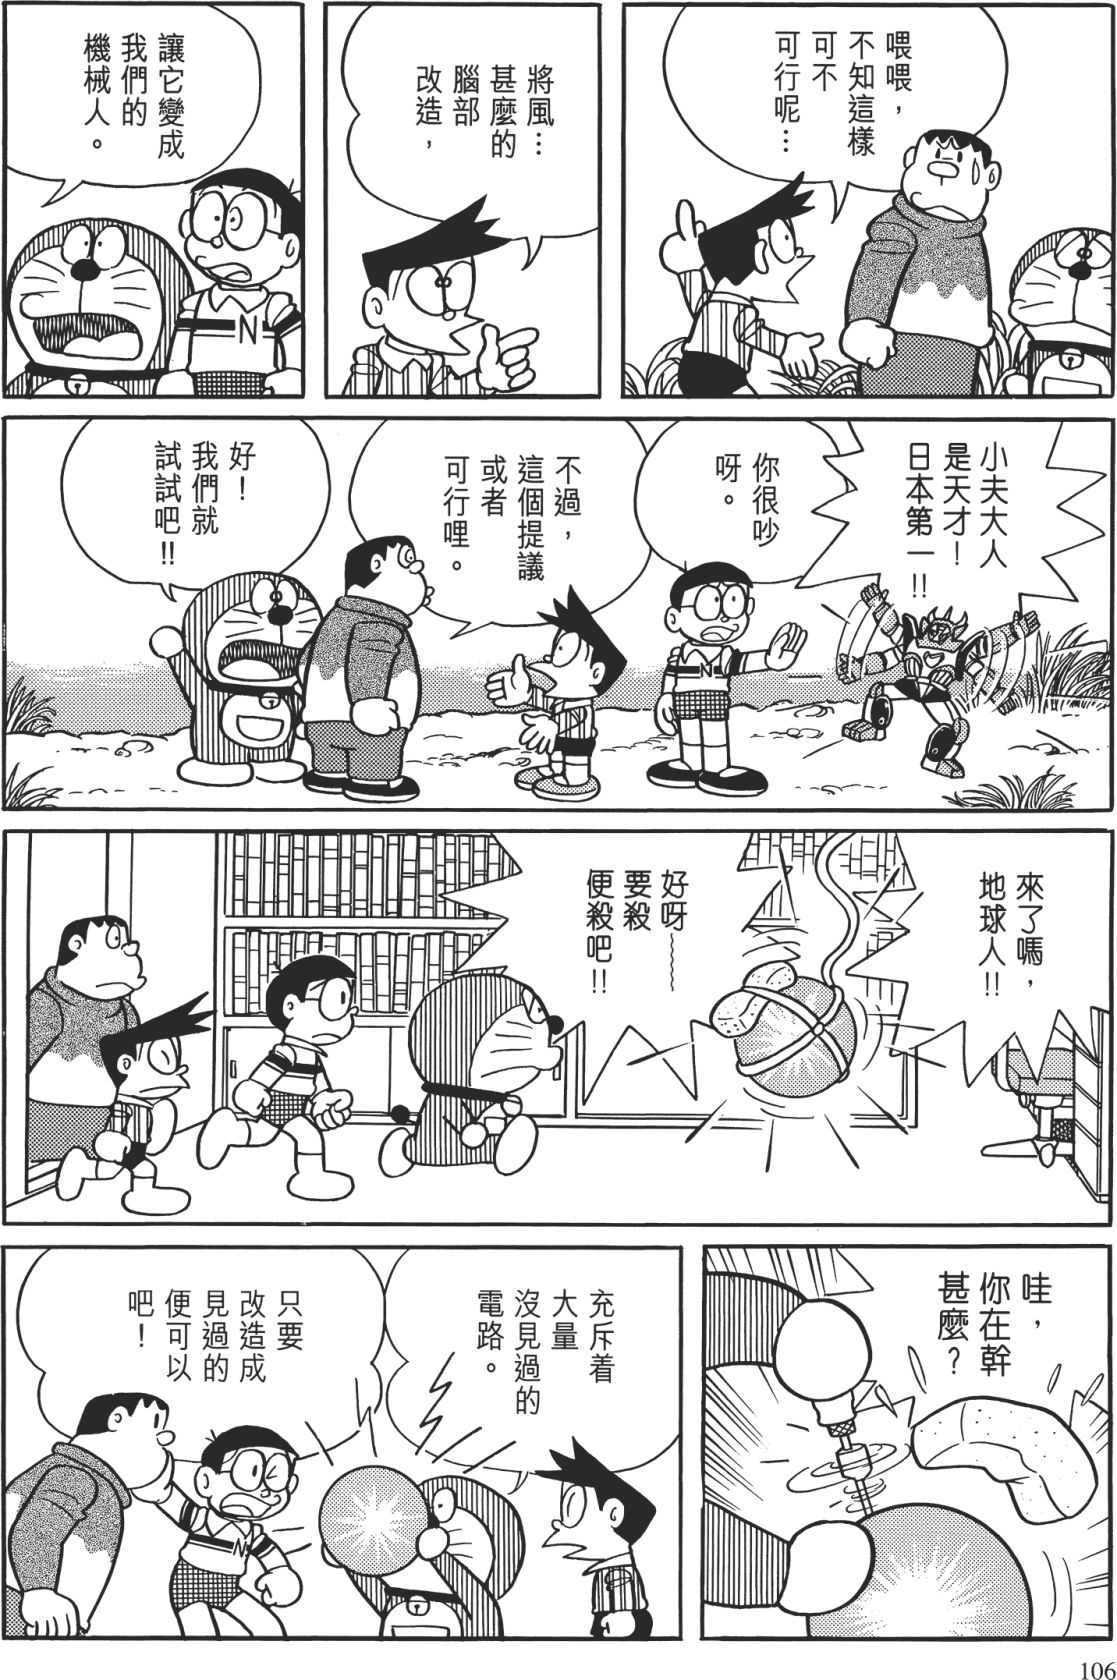 喂喂，
不知這樣
可不
可行呢…
將風…
甚麼的
腦部
改造，
讓它變成
我們的
機械人。
小夫大人
是天才！
日本第一!!
你很吵
呀。
不過，
這個提議
或者
可行哩。
好！
我們就
試試吧!!
來了嗎，
地球人!!
好呀～～
要殺
便殺吧!!
哇，
你在幹
甚麼？
充斥着
大量
沒見過的
電路。
只要
改造成
見過的
便可以
吧！
N
N
N
106